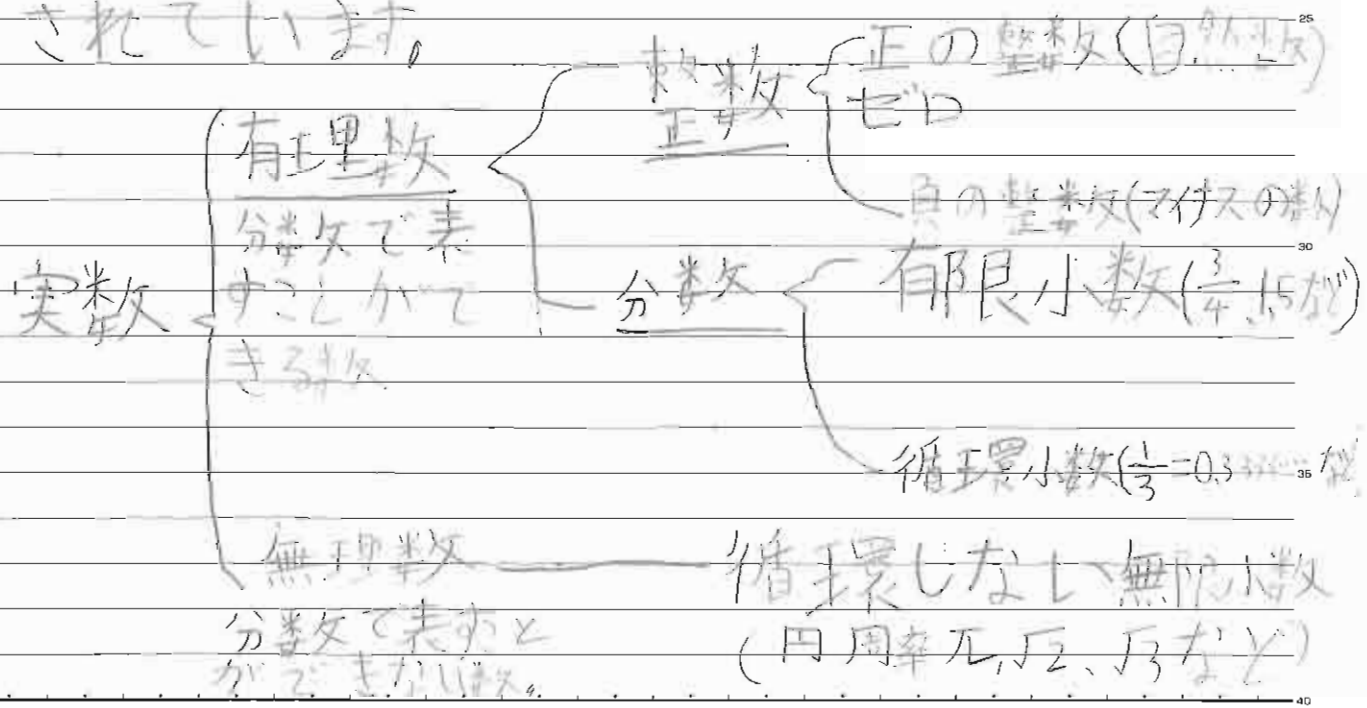 されています。
実数
有理数
分数で表
すことがで
きる数
整数
正の整数(自然数)
ゼロ
負の整数(マイナスの数)
分数
有限小数(3/4、1.5など)
循環小数(1/3=0.333……など
無理数
分数で表すこと
ができない数。
循環しない無限小数
(円周率π、√2、√3など)
25
30
35
40